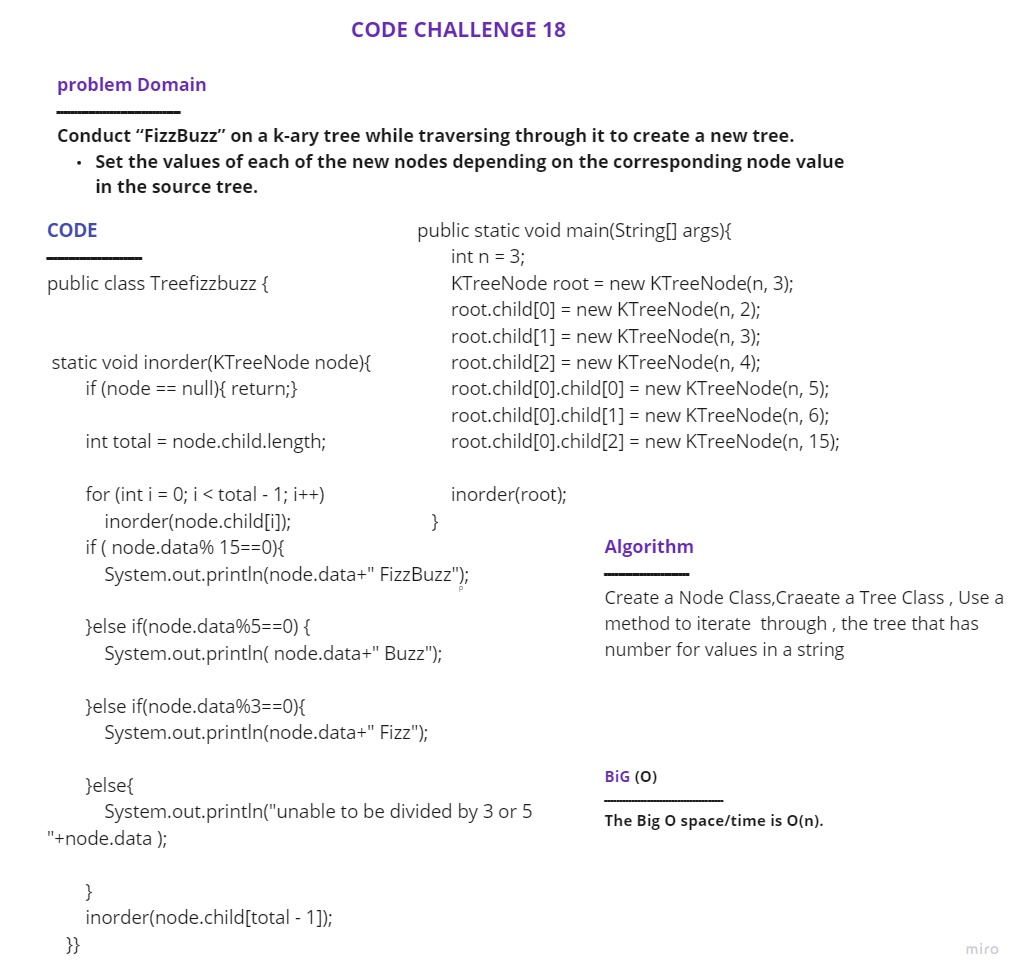 CODE CHALLENGE 18
problem Domain
Conduct “FizzBuzz” on a k-ary tree while traversing through it to create a new tree.
• Set the values of each of the new nodes depending on the corresponding node value
in the source tree.
CODE
public class Treefizzbuzz {
static void inorder(KTreeNode node){
if (node == null){ return;}
int total = node.child.length;
for (int i = 0; i < total - 1; i++)
inorder(node.child[i]);
if ( node.data% 15==0){
System.out.println(node.data+" FizzBuzz");
p
}else if(node.data%5==0) {
System.out.println( node.data+" Buzz");
}else if(node.data%3==0){
System.out.println(node.data+" Fizz");
}else{
System.out.println("unable to be divided by 3 or 5
"+node.data );
}
inorder(node.child[total - 1]);
}}
public static void main(String[] args){
int n = 3;
KTreeNode root = new KTreeNode(n, 3);
root.child[0] = new KTreeNode(n, 2);
root.child[1] = new KTreeNode(n, 3);
root.child[2] = new KTreeNode(n, 4);
root.child[0].child[0] = new KTreeNode(n, 5);
root.child[0].child[1] = new KTreeNode(n, 6);
root.child[0].child[2] = new KTreeNode(n, 15);
inorder(root);
}
Algorithm
Create a Node Class,Craeate a Tree Class , Use a
method to iterate  through , the tree that has
number for values in a string
BiG (O)
The Big O space/time is O(n).
miro